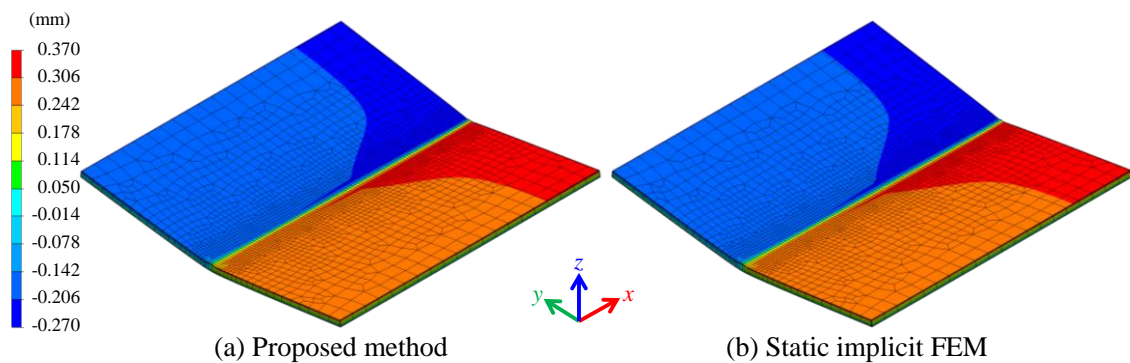 (mm)
0.370
0.306
0.242
0.178
0.114
0.050
-0.014
-0.078
-0.142
-0.206
-0.270
z
y
x
(a) Proposed method
(b) Static implicit FEM